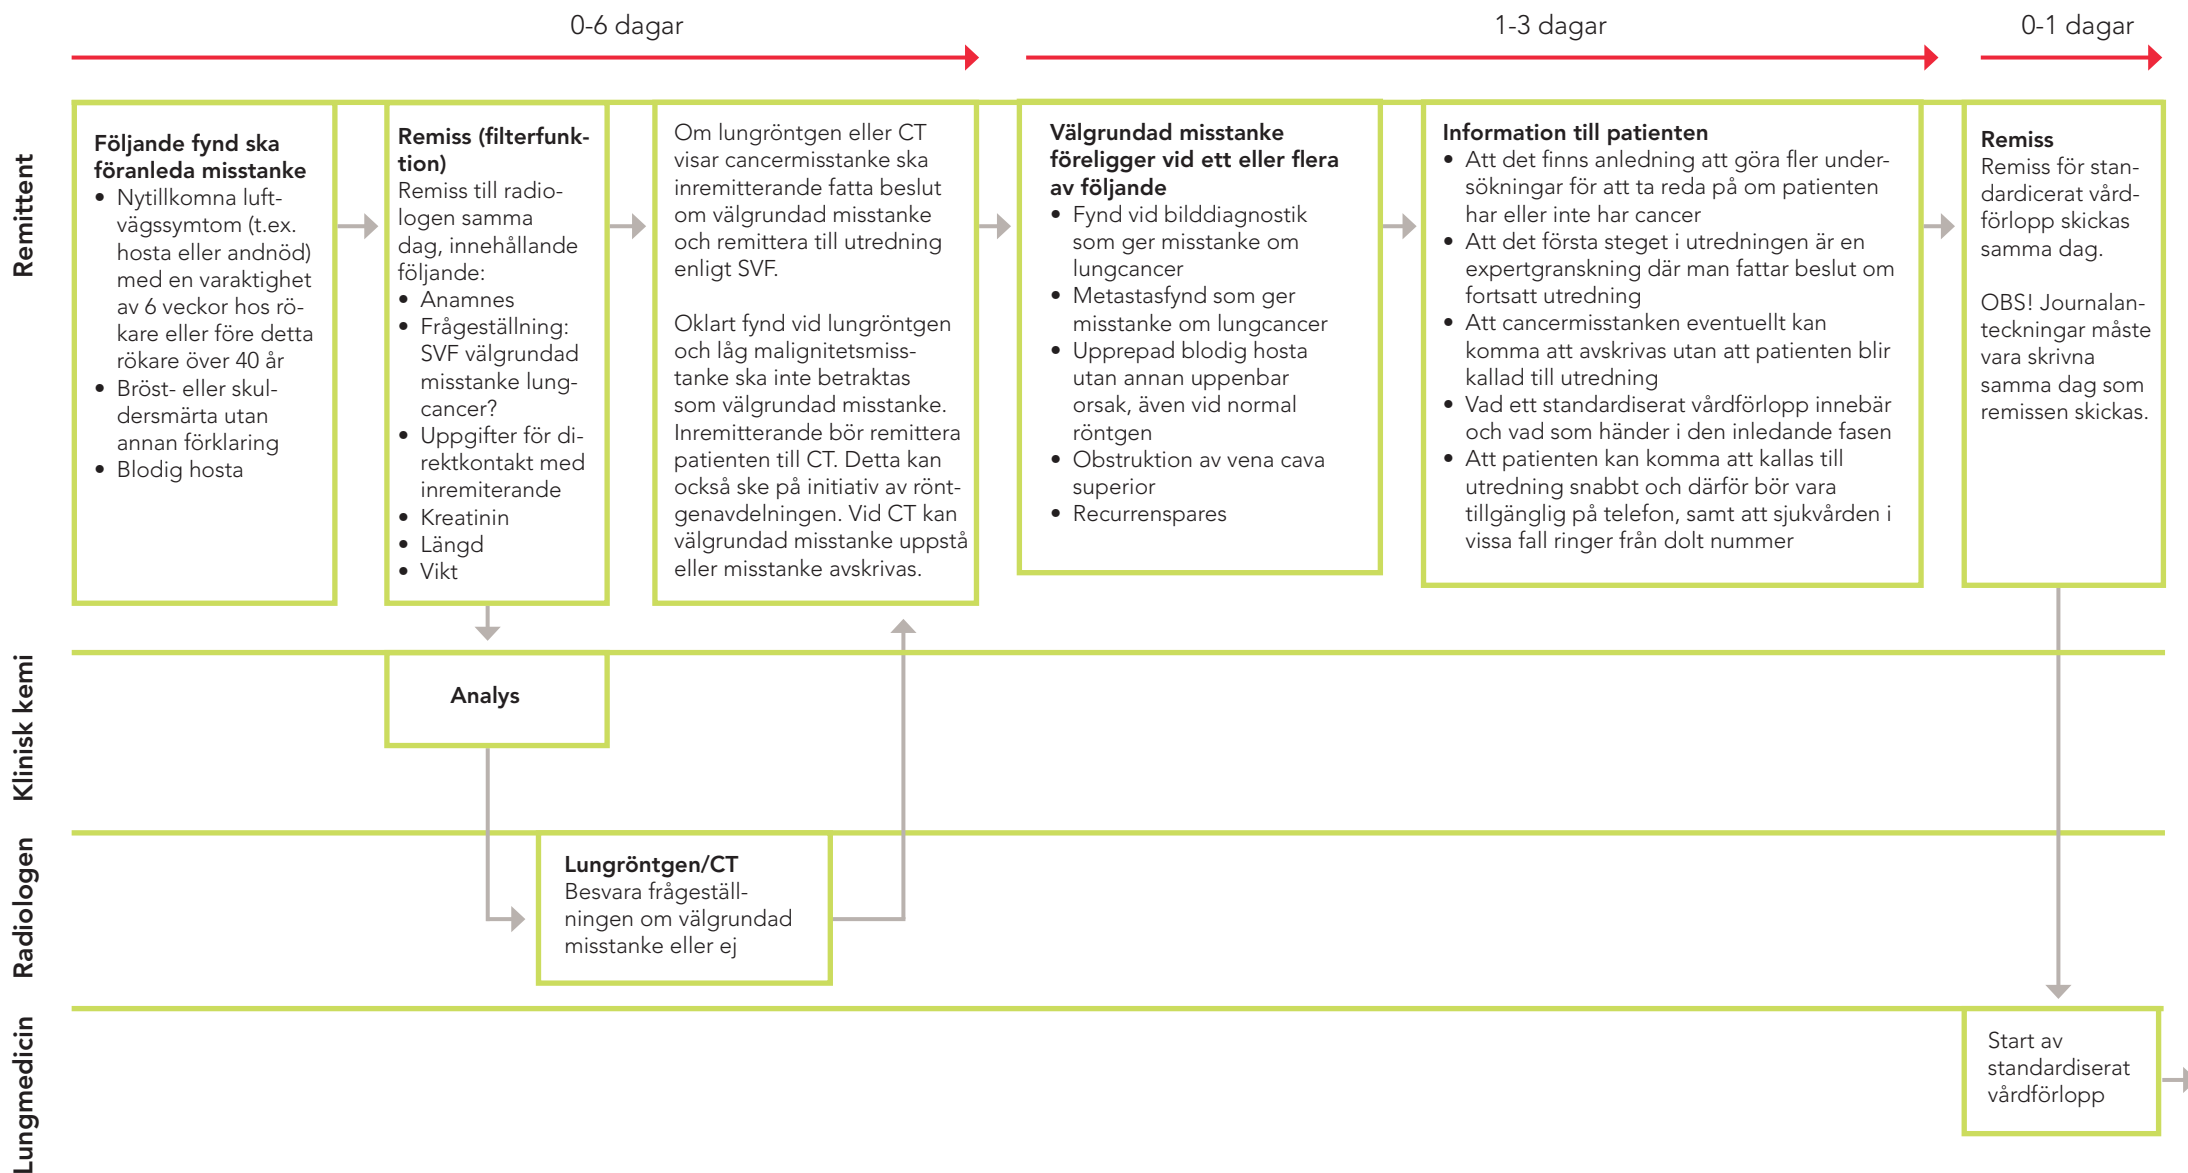 0-6 dagar
1-3 dagar
0-1 dagar
Remittent
Följande fynd ska
föranleda misstanke
• Nytillkomna luft-
vägssymtom (t.ex.
hosta eller andnöd)
med en varaktighet
av 6 veckor hos rö-
kare eller före detta
rökare över 40 år
• Bröst- eller skul-
dersmärta utan
annan förklaring
• Blodig hosta
Remiss (filterfunk-
tion)
Remiss till radio-
logen samma
dag, innehållande
följande:
• Anamnes
• Frågeställning:
SVF välgrundad
misstanke lung-
cancer?
• Uppgifter för di-
rektkontakt med
inremiterande
• Kreatinin
• Längd
• Vikt
Om lungröntgen eller CT
visar cancermisstanke ska
inremitterande fatta beslut
om välgrundad misstanke
och remittera till utredning
enligt SVF.
Oklart fynd vid lungröntgen
och låg malignitetsmiss-
tanke ska inte betraktas
som välgrundad misstanke.
Inremitterande bör remittera
patienten till CT. Detta kan
också ske på initiativ av rönt-
genavdelningen. Vid CT kan
välgrundad misstanke uppstå
eller misstanke avskrivas.
Välgrundad misstanke
föreligger vid ett eller flera
av följande
• Fynd vid bilddiagnostik
som ger misstanke om
lungcancer
• Metastasfynd som ger
misstanke om lungcancer
• Upprepad blodig hosta
utan annan uppenbar
orsak, även vid normal
röntgen
• Obstruktion av vena cava
superior
• Recurrenspares
Information till patienten
• Att det finns anledning att göra fler under-
sökningar för att ta reda på om patienten
har eller inte har cancer
• Att det första steget i utredningen är en
expertgranskning där man fattar beslut om
fortsatt utredning
• Att cancermisstanken eventuellt kan
komma att avskrivas utan att patienten blir
kallad till utredning
• Vad ett standardiserat vårdförlopp innebär
och vad som händer i den inledande fasen
• Att patienten kan komma att kallas till
utredning snabbt och därför bör vara
tillgänglig på telefon, samt att sjukvården i
vissa fall ringer från dolt nummer
Remiss
Remiss för stan-
dardicerat vård-
förlopp skickas
samma dag.
OBS! Journalan-
teckningar måste
vara skrivna
samma dag som
remissen skickas.
Klinisk kemi
Analys
Radiologen
Lungröntgen/CT
Besvara frågeställ-
ningen om välgrundad
misstanke eller ej
Lungmedicin
Start av
standardiserat
vårdförlopp